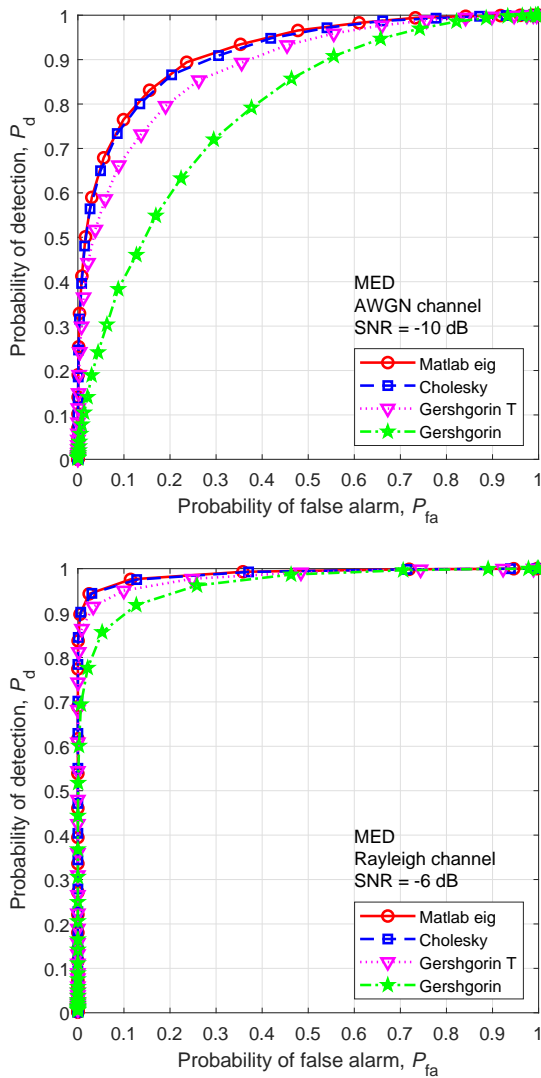 1
0.9
0.8
0.7
0.6
0.5
0.4
0.3
0.2
0.1
0
Probability of detection, P_d
MED
AWGN channel
SNR = -10 dB
Matlab eig
Cholesky
Gershgorin T
Gershgorin
0 0.1 0.2 0.3 0.4 0.5 0.6 0.7 0.8 0.9 1
Probability of false alarm, P_fa
1
0.9
0.8
0.7
0.6
0.5
0.4
0.3
0.2
0.1
0
Probability of detection, P_d
MED
Rayleigh channel
SNR = -6 dB
Matlab eig
Cholesky
Gershgorin T
Gershgorin
0 0.1 0.2 0.3 0.4 0.5 0.6 0.7 0.8 0.9 1
Probability of false alarm, P_fa